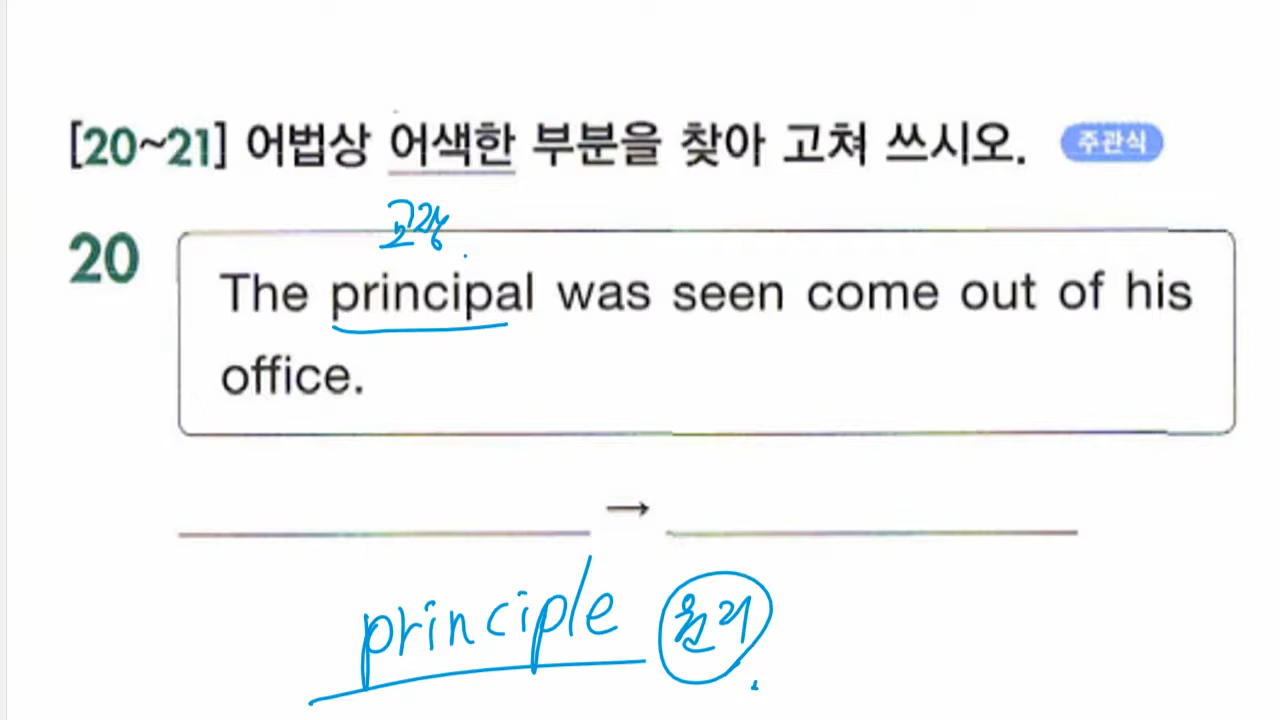 [20~21] 어법상 어색한 부분을 찾아 고쳐 쓰시오. 주관식
교장
20
The principal was seen come out of his
office.
→
principle 원리